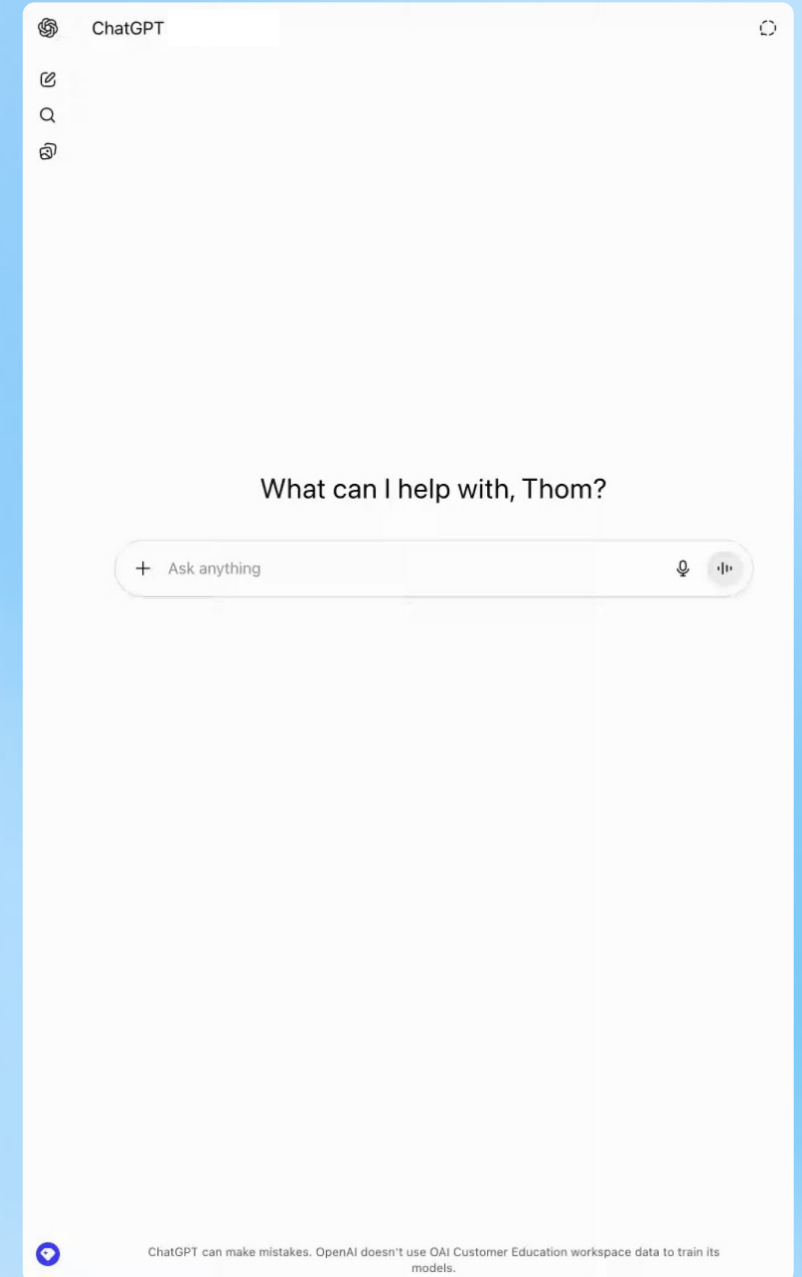 ChatGPT
What can I help with, Thom?
Ask anything
ChatGPT can make mistakes. OpenAI doesn't use OAI Customer Education workspace data to train its
models.